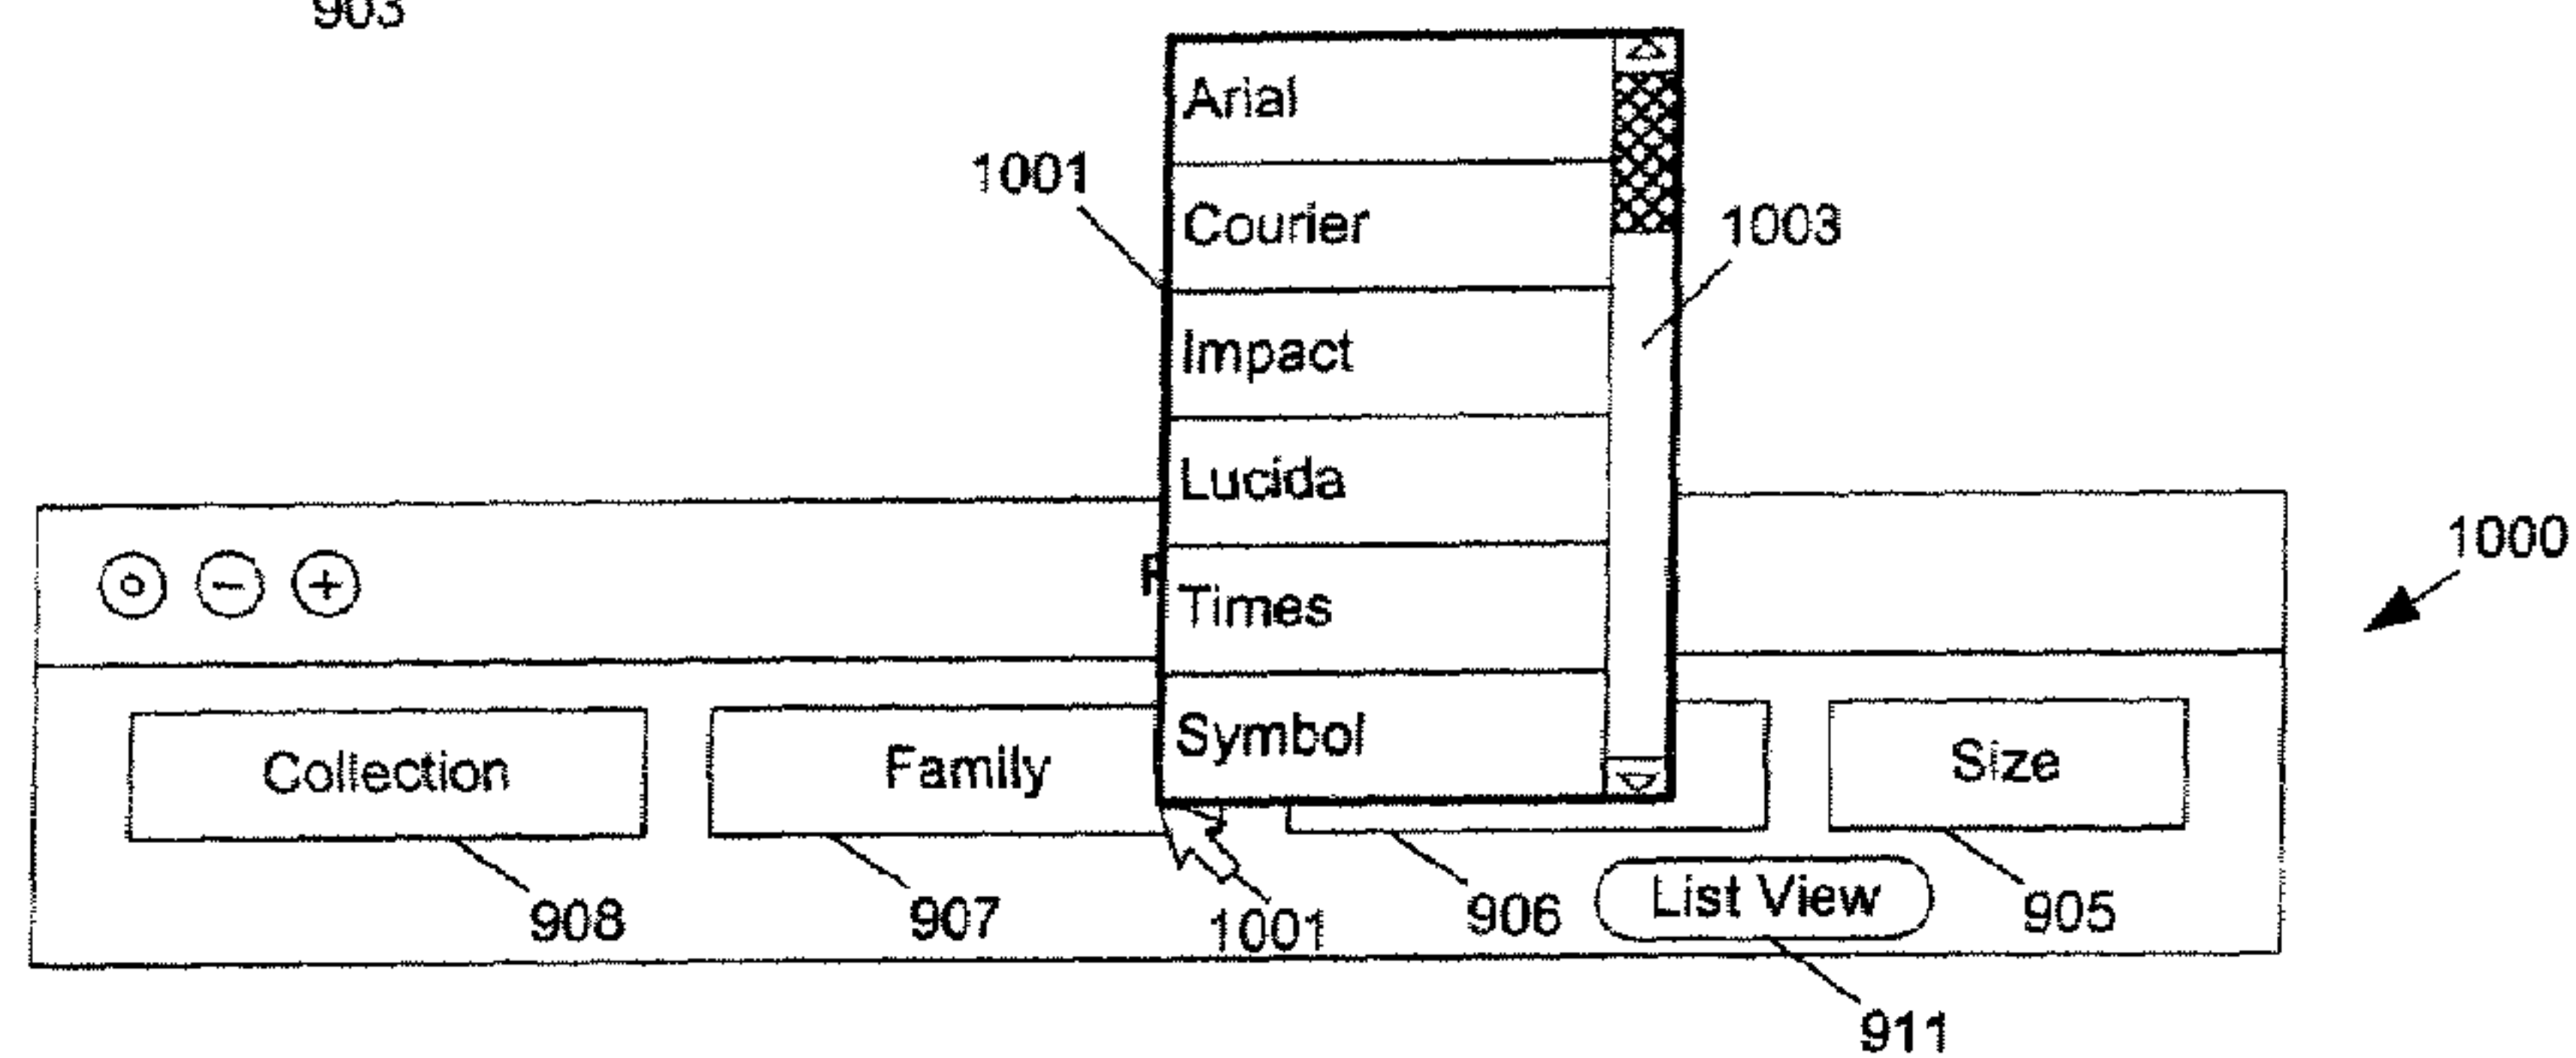 903
Arial
1001
Courier
1003
Impact
Lucida
1000
Times
Symbol
Collection
Family
Size
908
907
1001
906
List View
905
911